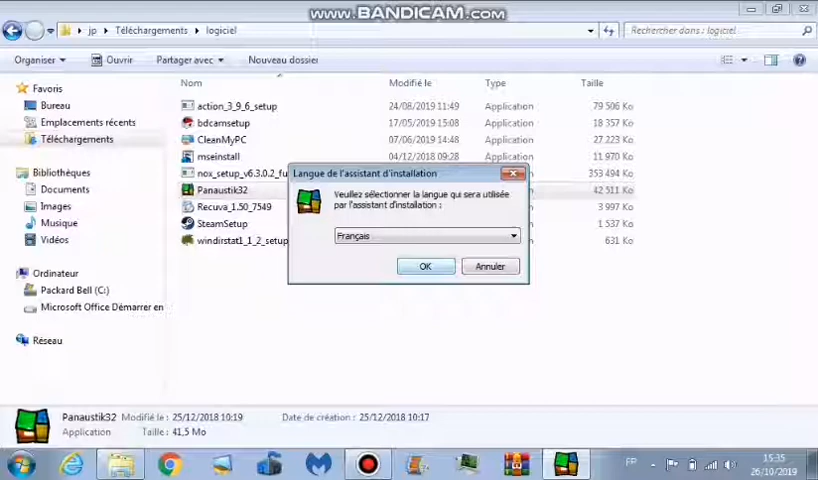 www.BANDICAM.com
jp ▸ Téléchargements ▸ logiciel
Rechercher dans : logiciel
Organiser
Ouvrir
Partager avec
Nouveau dossier
Favoris
Bureau
Emplacements récents
Téléchargements
Bibliothèques
Documents
Images
Musique
Vidéos
Ordinateur
Packard Bell (C:)
Microsoft Office Démarrer en
Réseau
Nom Modifié le : Type Taille :
action_3_9_6_setup 24/08/2019 11:49 Application 79 506 Ko
bdcamsetup 17/05/2019 15:08 Application 18 357 Ko
CleanMyPC 07/06/2019 14:48 Application 27 223 Ko
mseinstall 04/12/2018 09:28 Application 11 970 Ko
nox_setup_v6.3.0.2_fu 353 494 Ko
Panaustik32 42 511 Ko
Recuva_1.50_7549 3 997 Ko
SteamSetup 1 537 Ko
windirstat1_1_2_setup 631 Ko
Langue de l'assistant d'installation
Veuillez sélectionner la langue qui sera utilisée
par l'assistant d'installation :
Français
OK
Annuler
Panaustik32 Modifié le : 25/12/2018 10:19 Date de création : 25/12/2018 10:17
Application Taille : 41,5 Mo
FR
15:35
26/10/2019